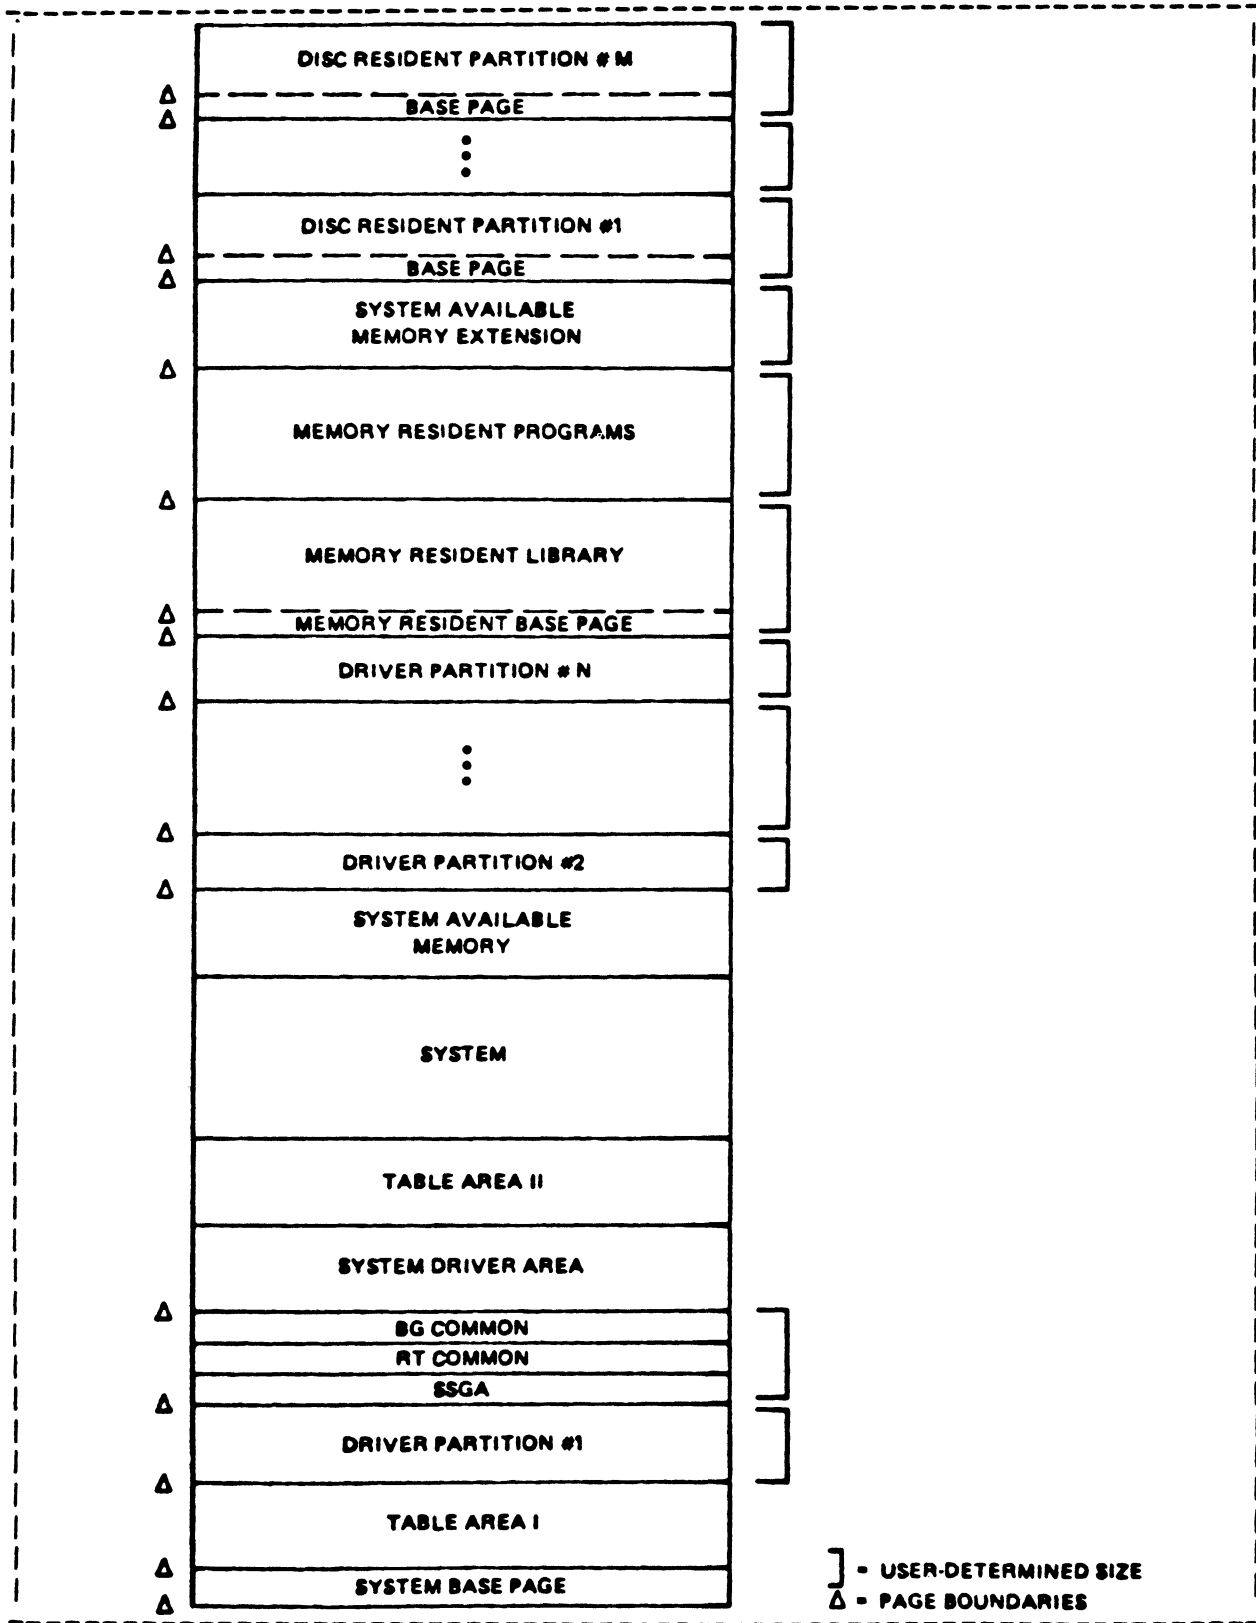 DISC RESIDENT PARTITION # M
BASE PAGE
DISC RESIDENT PARTITION #1
BASE PAGE
SYSTEM AVAILABLE
MEMORY EXTENSION
MEMORY RESIDENT PROGRAMS
MEMORY RESIDENT LIBRARY
MEMORY RESIDENT BASE PAGE
DRIVER PARTITION # N
DRIVER PARTITION #2
SYSTEM AVAILABLE
MEMORY
SYSTEM
TABLE AREA II
SYSTEM DRIVER AREA
BG COMMON
RT COMMON
SSGA
DRIVER PARTITION #1
TABLE AREA I
SYSTEM BASE PAGE
] = USER-DETERMINED SIZE
Δ = PAGE BOUNDARIES